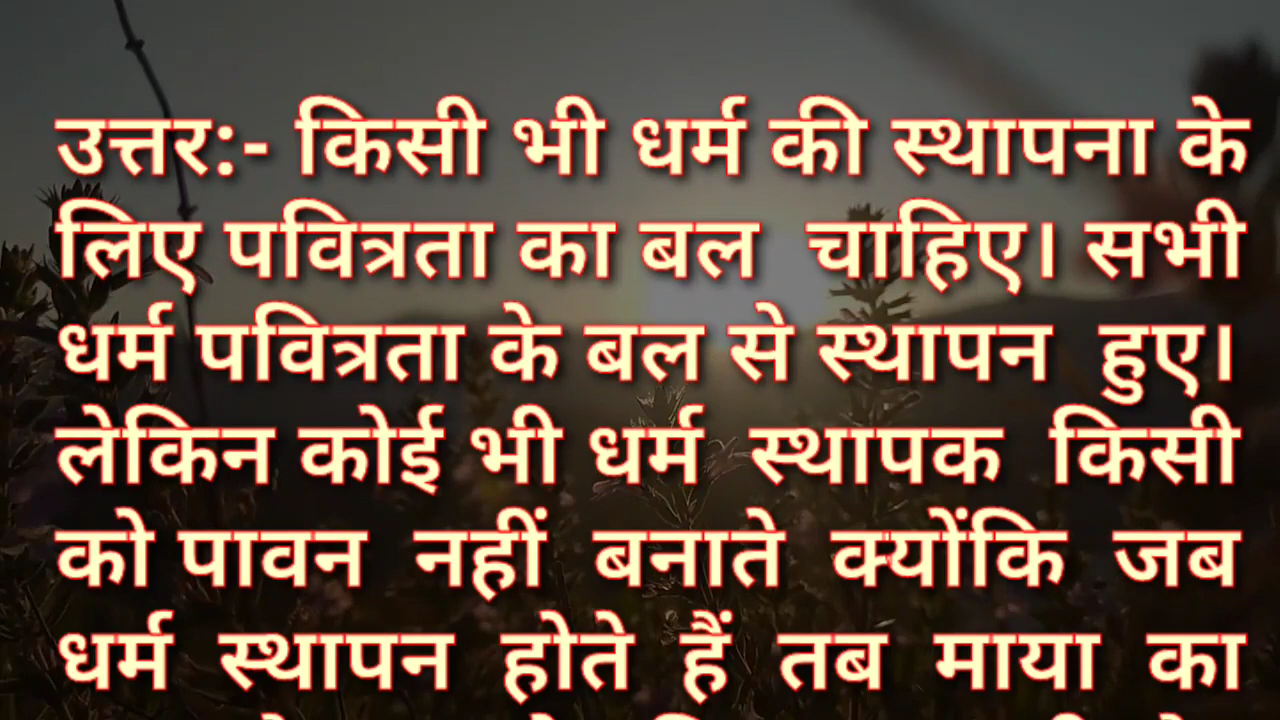 उत्तर:- किसी भी धर्म की स्थापना के
लिए पवित्रता का बल चाहिए। सभी
धर्म पवित्रता के बल से स्थापन हुए।
लेकिन कोई भी धर्म स्थापक किसी
को पावन नहीं बनाते क्योंकि जब
धर्म स्थापन होते हैं तब माया का